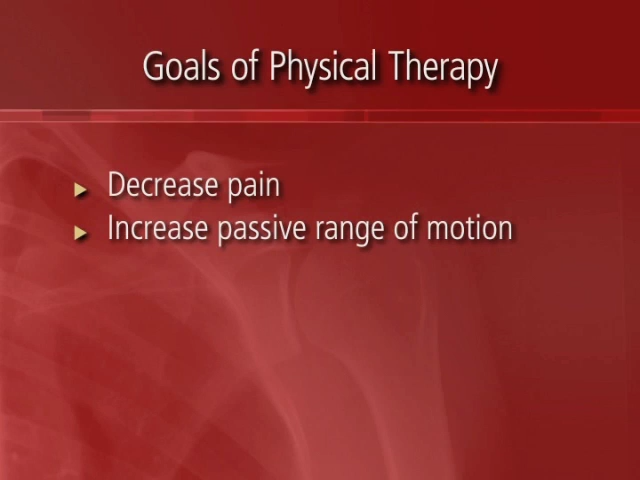 Goals of Physical Therapy
Decrease pain
Increase passive range of motion